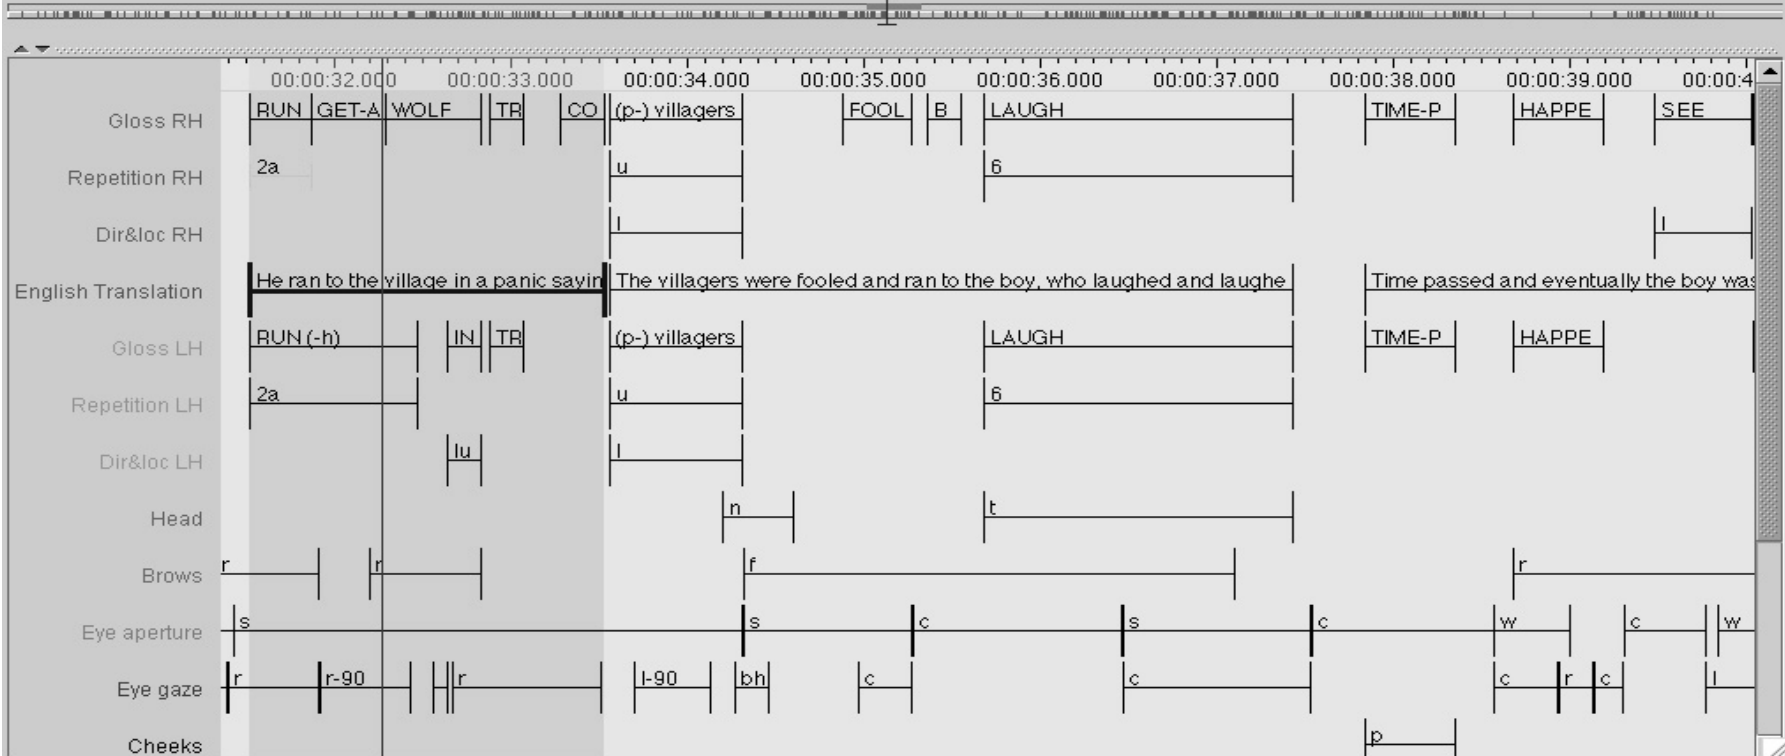 00:00:32.000 00:00:33.000 00:00:34.000 00:00:35.000 00:00:36.000 00:00:37.000 00:00:38.000 00:00:39.000 00:00:4
Gloss RH RUN GET-A WOLF TR CO (p-) villagers FOOL B LAUGH TIME-P HAPPE SEE
Repetition RH 2a u 6
Dir&loc RH l l
English Translation He ran to the village in a panic sayin The villagers were fooled and ran to the boy, who laughed and laughe Time passed and eventually the boy was
Gloss LH RUN (-h) IN TR (p-) villagers LAUGH TIME-P HAPPE
Repetition LH 2a u 6
Dir&loc LH lu l
Head n t
Brows r r f r
Eye aperture s s c s c w c w
Eye gaze r r-90 r l-90 bh c c c r c l
Cheeks p